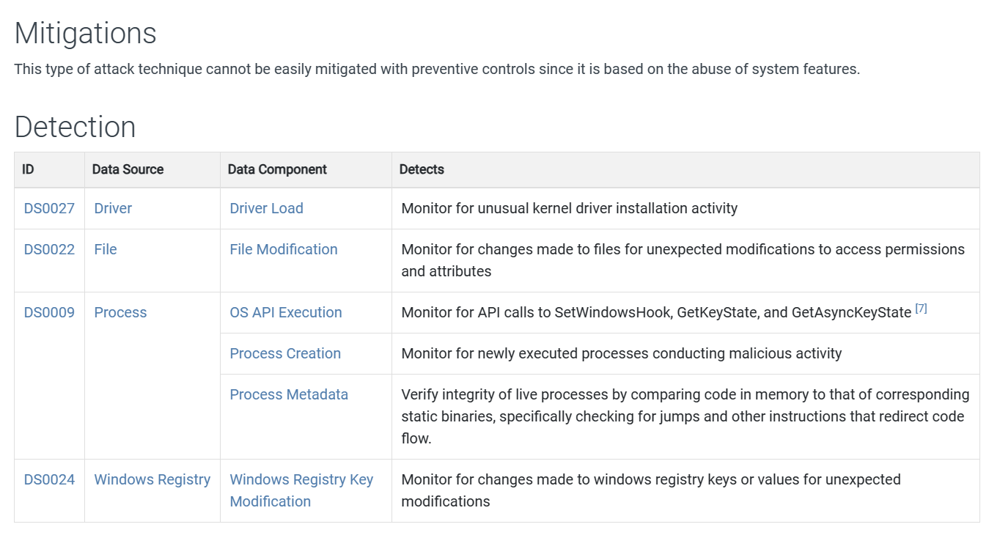 Mitigations
This type of attack technique cannot be easily mitigated with preventive controls since it is based on the abuse of system features.
Detection
ID Data Source Data Component Detects
DS0027 Driver Driver Load Monitor for unusual kernel driver installation activity
DS0022 File File Modification Monitor for changes made to files for unexpected modifications to access permissions
and attributes
DS0009 Process OS API Execution Monitor for API calls to SetWindowsHook, GetKeyState, and GetAsyncKeyState [7]
Process Creation Monitor for newly executed processes conducting malicious activity
Process Metadata Verify integrity of live processes by comparing code in memory to that of corresponding
static binaries, specifically checking for jumps and other instructions that redirect code
flow.
DS0024 Windows Registry Windows Registry Key Monitor for changes made to windows registry keys or values for unexpected
Modification modifications